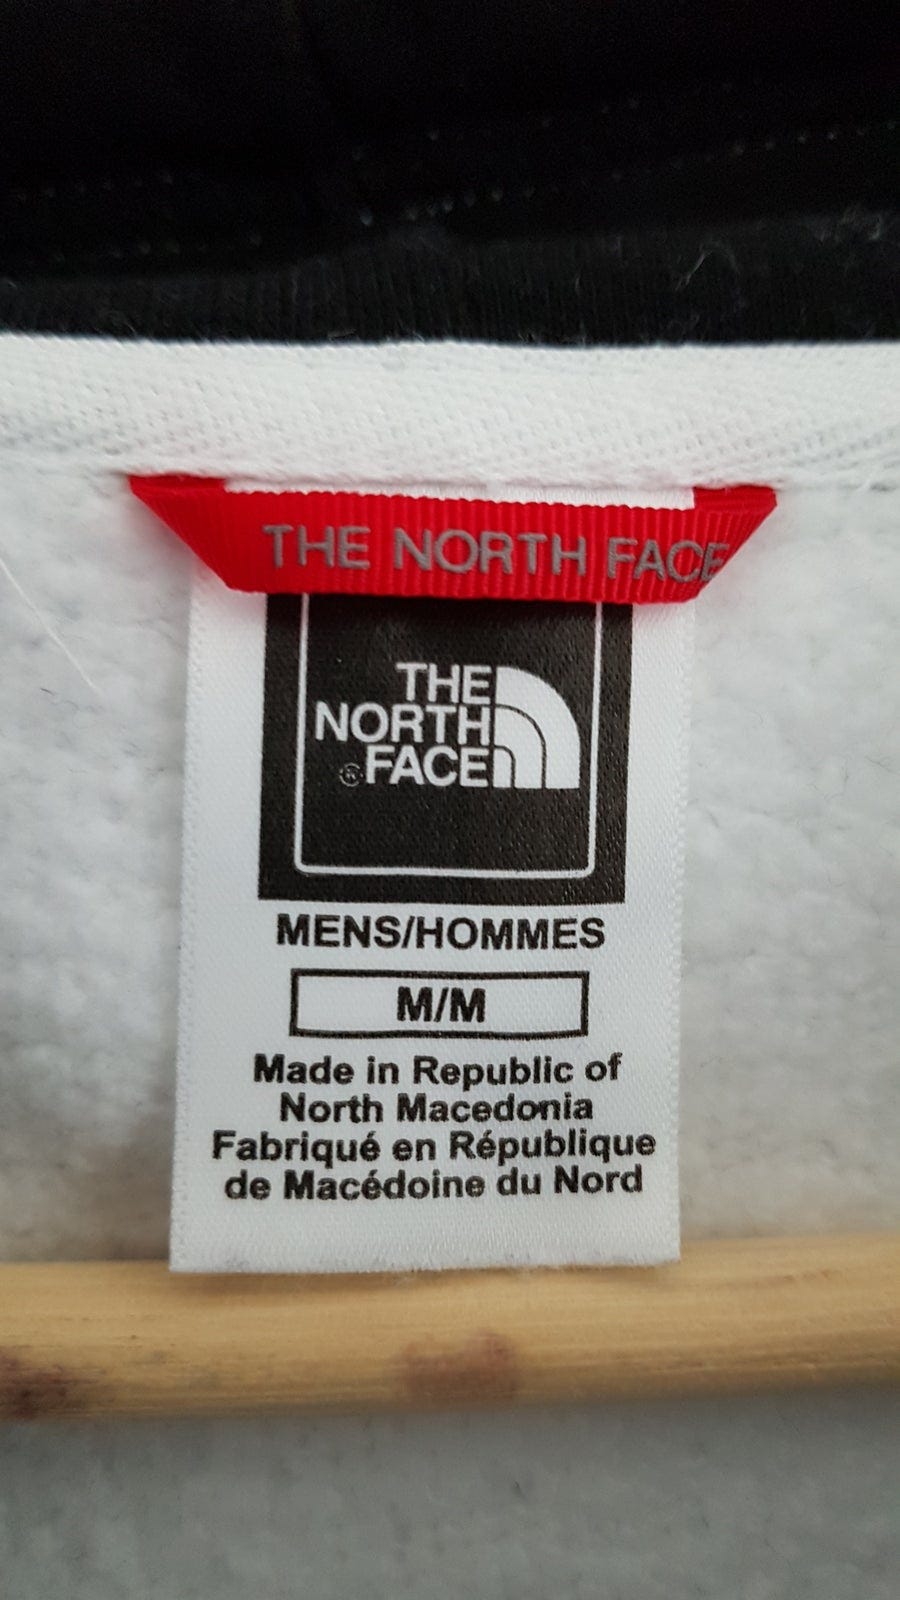 THE NORTH FACE
THE
NORTH
®FACE
MENS/HOMMES
M/M
Made in Republic of
North Macedonia
Fabriqué en République
de Macédoine du Nord